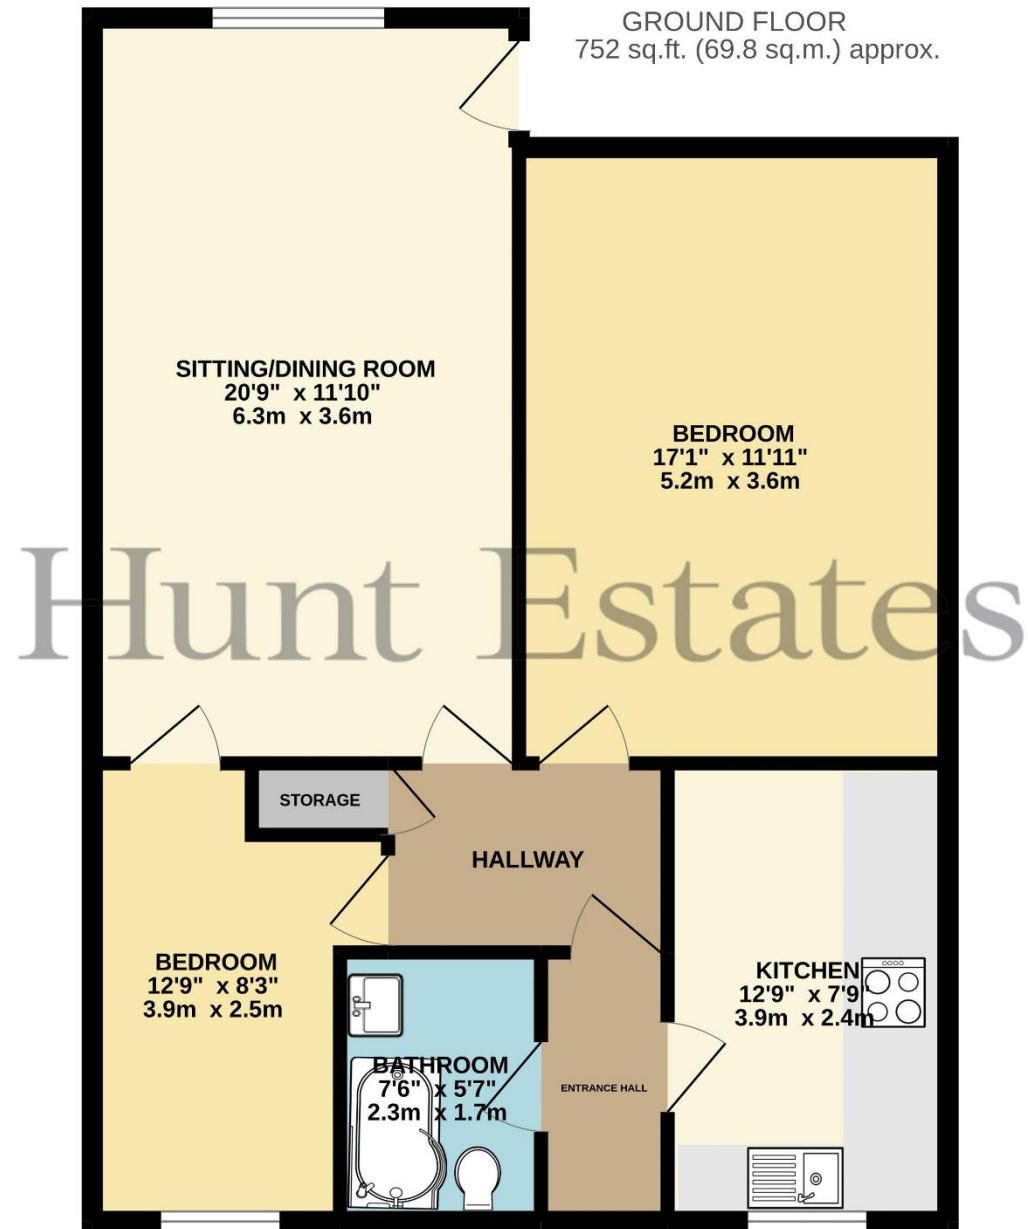 GROUND FLOOR
752 sq.ft. (69.8 sq.m.) approx.
SITTING/DINING ROOM
20'9" x 11'10"
6.3m x 3.6m
BEDROOM
17'1" x 11'11"
5.2m x 3.6m
Hunt Estates
STORAGE
HALLWAY
BEDROOM
12'9" x 8'3"
3.9m x 2.5m
KITCHEN
12'9" x 7'9"
3.9m x 2.4m
BATHROOM
7'6" x 5'7"
2.3m x 1.7m
ENTRANCE HALL